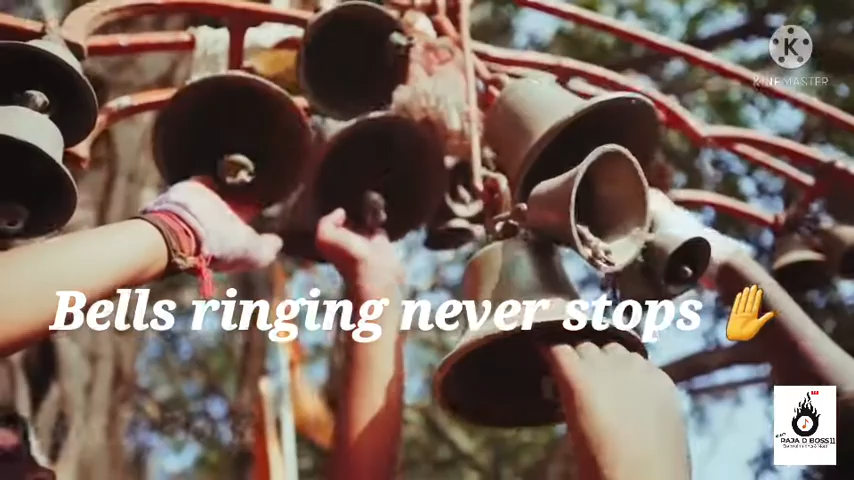 K
KINEMASTER
Bells ringing never stops ✋
RAJA D BOSS11